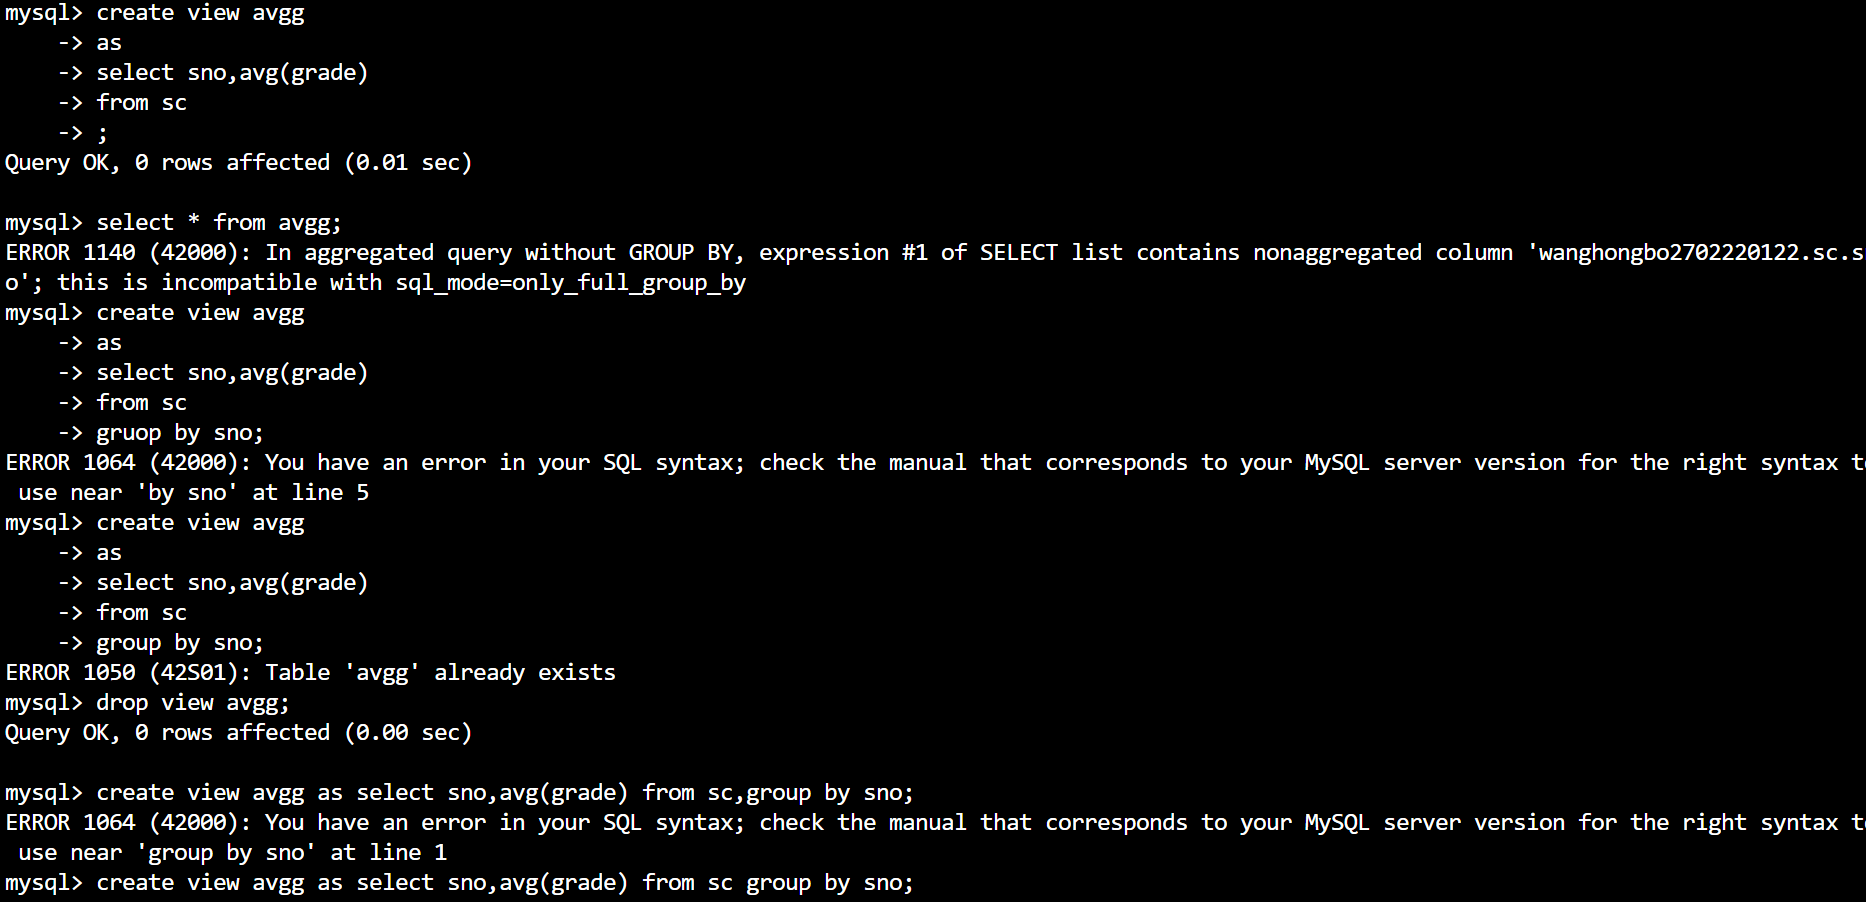 mysql> create view avgg
    -> as
    -> select sno,avg(grade)
    -> from sc
    -> ;
Query OK, 0 rows affected (0.01 sec)

mysql> select * from avgg;
ERROR 1140 (42000): In aggregated query without GROUP BY, expression #1 of SELECT list contains nonaggregated column 'wanghongbo2702220122.sc.s
o'; this is incompatible with sql_mode=only_full_group_by
mysql> create view avgg
    -> as
    -> select sno,avg(grade)
    -> from sc
    -> gruop by sno;
ERROR 1064 (42000): You have an error in your SQL syntax; check the manual that corresponds to your MySQL server version for the right syntax t
 use near 'by sno' at line 5
mysql> create view avgg
    -> as
    -> select sno,avg(grade)
    -> from sc
    -> group by sno;
ERROR 1050 (42S01): Table 'avgg' already exists
mysql> drop view avgg;
Query OK, 0 rows affected (0.00 sec)

mysql> create view avgg as select sno,avg(grade) from sc,group by sno;
ERROR 1064 (42000): You have an error in your SQL syntax; check the manual that corresponds to your MySQL server version for the right syntax t
 use near 'group by sno' at line 1
mysql> create view avgg as select sno,avg(grade) from sc group by sno;